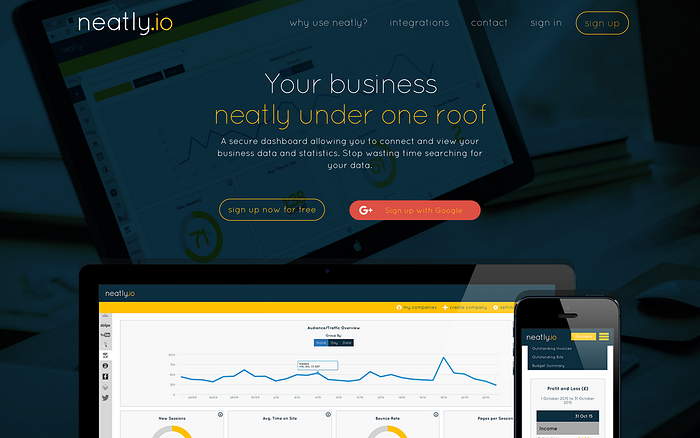 neatly.io
why use neatly? integrations contact sign in sign up
Your business
neatly under one roof
A secure dashboard allowing you to connect and view your
business data and statistics. Stop wasting time searching for
your data.
sign up now for free
G+ Sign up with Google
neatly.io
my companies create company
Audience/Traffic Overview
Group By:
Hour Day Date
stripe
New Sessions
Avg. Time on Site
Bounce Rate
Pages per Session
neatly.io
Outstanding Invoices
Outstanding Bills
Budget Summary
Profit and Loss (£)
1 October 2015 to 31 October
2015
31 Oct 15
Income
71